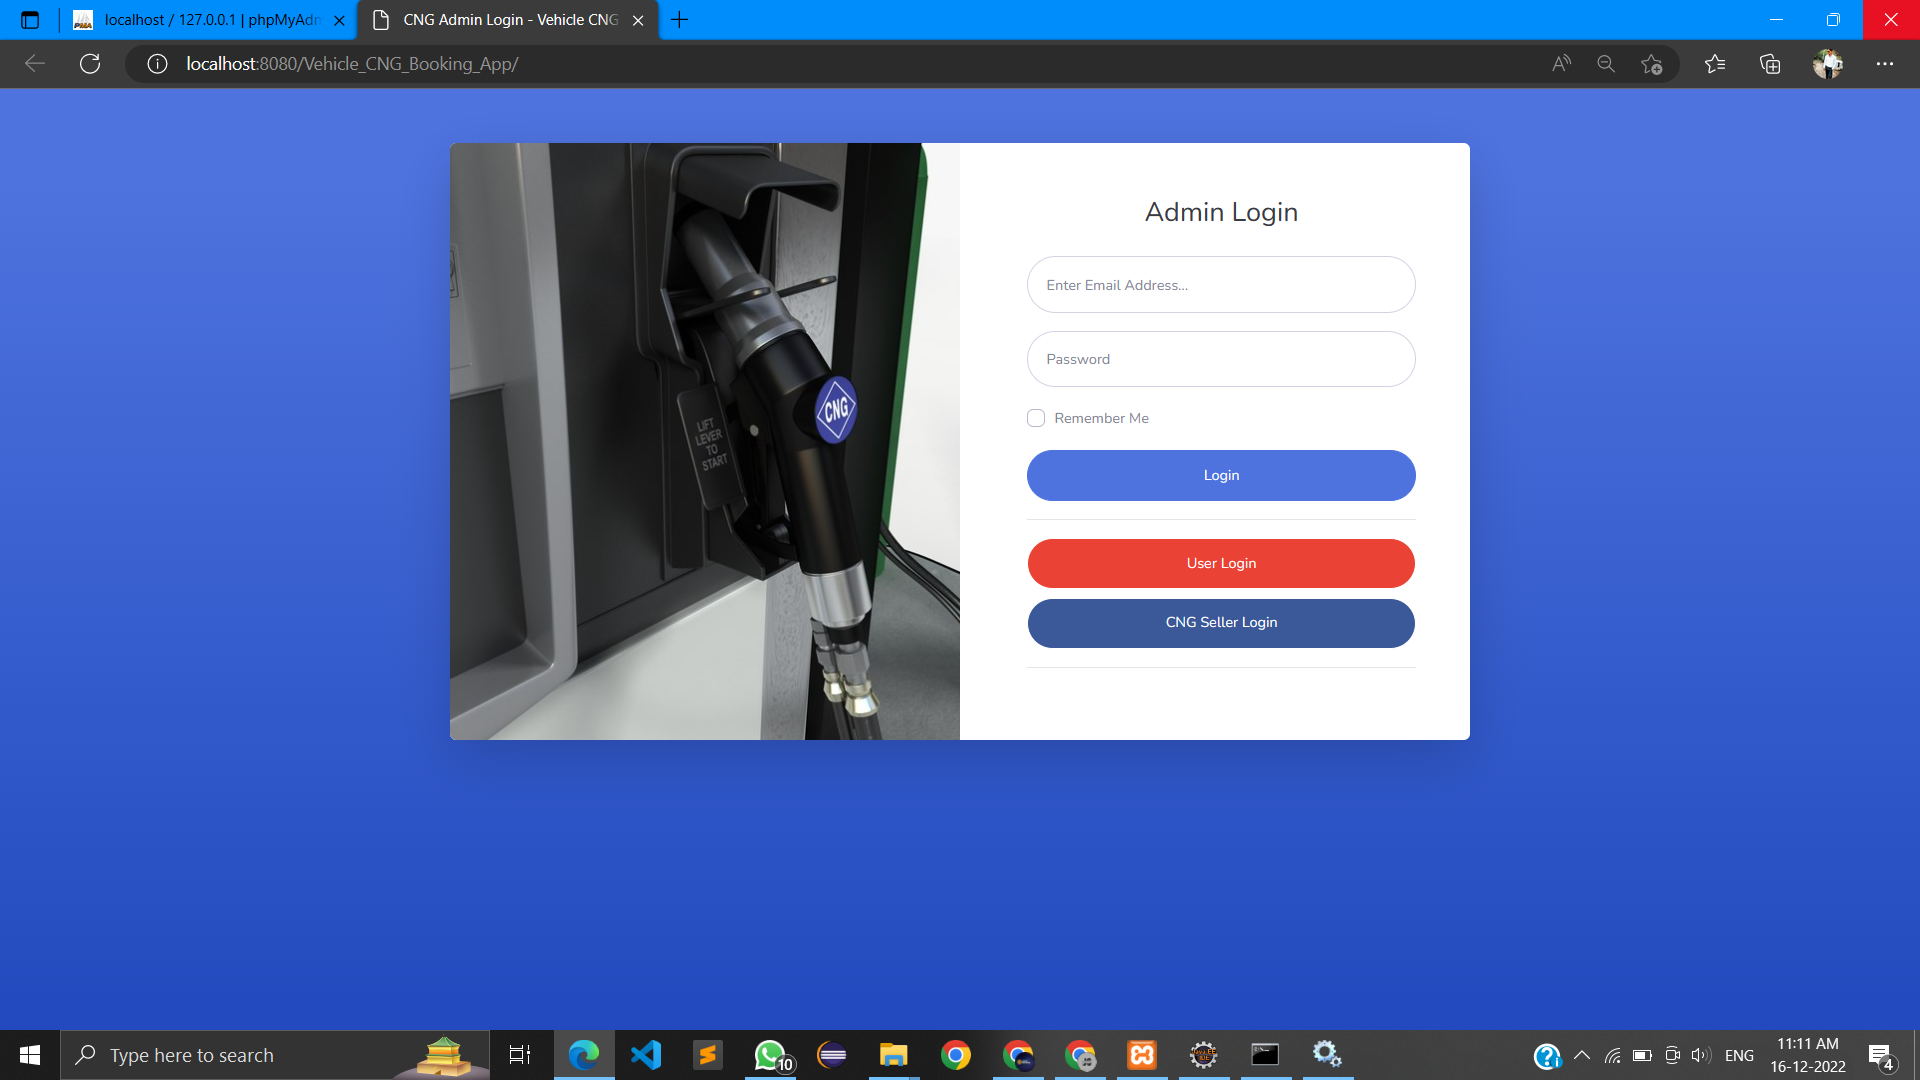 localhost / 127.0.0.1 | phpMyAdm
CNG Admin Login - Vehicle CNG
localhost:8080/Vehicle_CNG_Booking_App/
Admin Login
Enter Email Address...
Password
CNG
LIFT
LEVER
TO
START
Remember Me
Login
User Login
CNG Seller Login
Type here to search
10
ENG
11:11 AM
16-12-2022
4